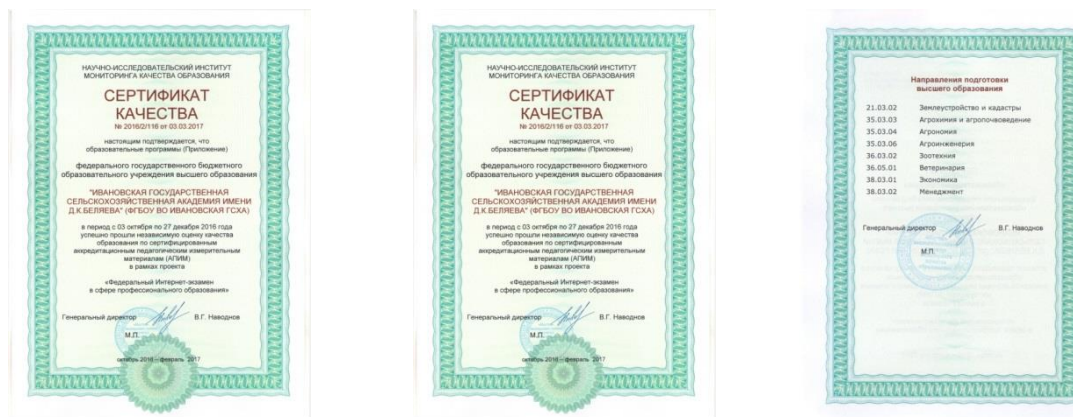 НАУЧНО-ИССЛЕДОВАТЕЛЬСКИЙ ИНСТИТУТ
МОНИТОРИНГА КАЧЕСТВА ОБРАЗОВАНИЯ
СЕРТИФИКАТ
КАЧЕСТВА
№ 2016/2/116 от 03.03.2017
настоящим подтверждается, что
образовательные программы (Приложение)
федерального государственного бюджетного
образовательного учреждения высшего образования
"ИВАНОВСКАЯ ГОСУДАРСТВЕННАЯ
СЕЛЬСКОХОЗЯЙСТВЕННАЯ АКАДЕМИЯ ИМЕНИ
Д.К.БЕЛЯЕВА" (ФГБОУ ВО ИВАНОВСКАЯ ГСХА)
в период с 03 октября по 27 декабря 2016 года
успешно прошли независимую оценку качества
образования по сертифицированным
аккредитационным педагогическим измерительным
материалам (АПИМ)
в рамках проекта
«Федеральный Интернет-экзамен
в сфере профессионального образования»
Генеральный директор В.Г. Наводнов
М.П.
октябрь 2016 – февраль 2017
НАУЧНО-ИССЛЕДОВАТЕЛЬСКИЙ ИНСТИТУТ
МОНИТОРИНГА КАЧЕСТВА ОБРАЗОВАНИЯ
СЕРТИФИКАТ
КАЧЕСТВА
№ 2016/2/116 от 03.03.2017
настоящим подтверждается, что
образовательные программы (Приложение)
федерального государственного бюджетного
образовательного учреждения высшего образования
"ИВАНОВСКАЯ ГОСУДАРСТВЕННАЯ
СЕЛЬСКОХОЗЯЙСТВЕННАЯ АКАДЕМИЯ ИМЕНИ
Д.К.БЕЛЯЕВА" (ФГБОУ ВО ИВАНОВСКАЯ ГСХА)
в период с 03 октября по 27 декабря 2016 года
успешно прошли независимую оценку качества
образования по сертифицированным
аккредитационным педагогическим измерительным
материалам (АПИМ)
в рамках проекта
«Федеральный Интернет-экзамен
в сфере профессионального образования»
Генеральный директор В.Г. Наводнов
М.П.
октябрь 2016 – февраль 2017
Направления подготовки
высшего образования
21.03.02 Землеустройство и кадастры
35.03.03 Агрохимия и агропочвоведение
35.03.04 Агрономия
35.03.06 Агроинженерия
36.03.02 Зоотехния
36.05.01 Ветеринария
38.03.01 Экономика
38.03.02 Менеджмент
Генеральный директор В.Г. Наводнов
М.П.